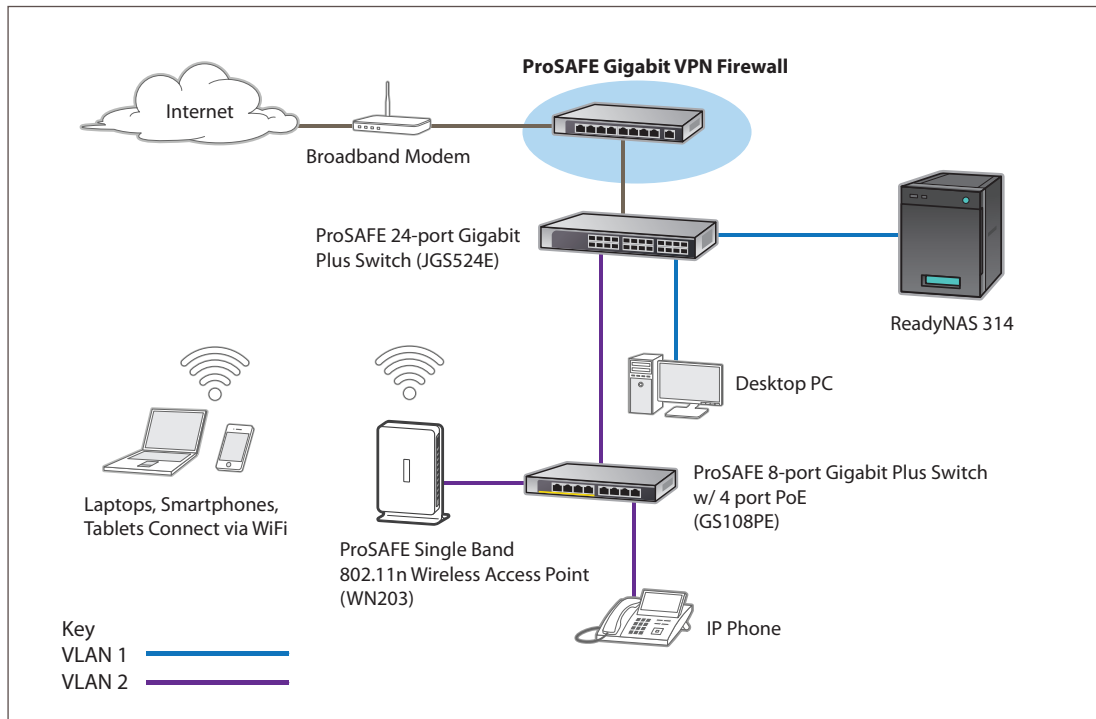 ProSAFE Gigabit VPN Firewall
Internet
Broadband Modem
ProSAFE 24-port Gigabit
Plus Switch (JGS524E)
ReadyNAS 314
Desktop PC
ProSAFE 8-port Gigabit Plus Switch
w/ 4 port PoE
(GS108PE)
Laptops, Smartphones,
Tablets Connect via WiFi
ProSAFE Single Band
802.11n Wireless Access Point
(WN203)
IP Phone
Key
VLAN 1
VLAN 2